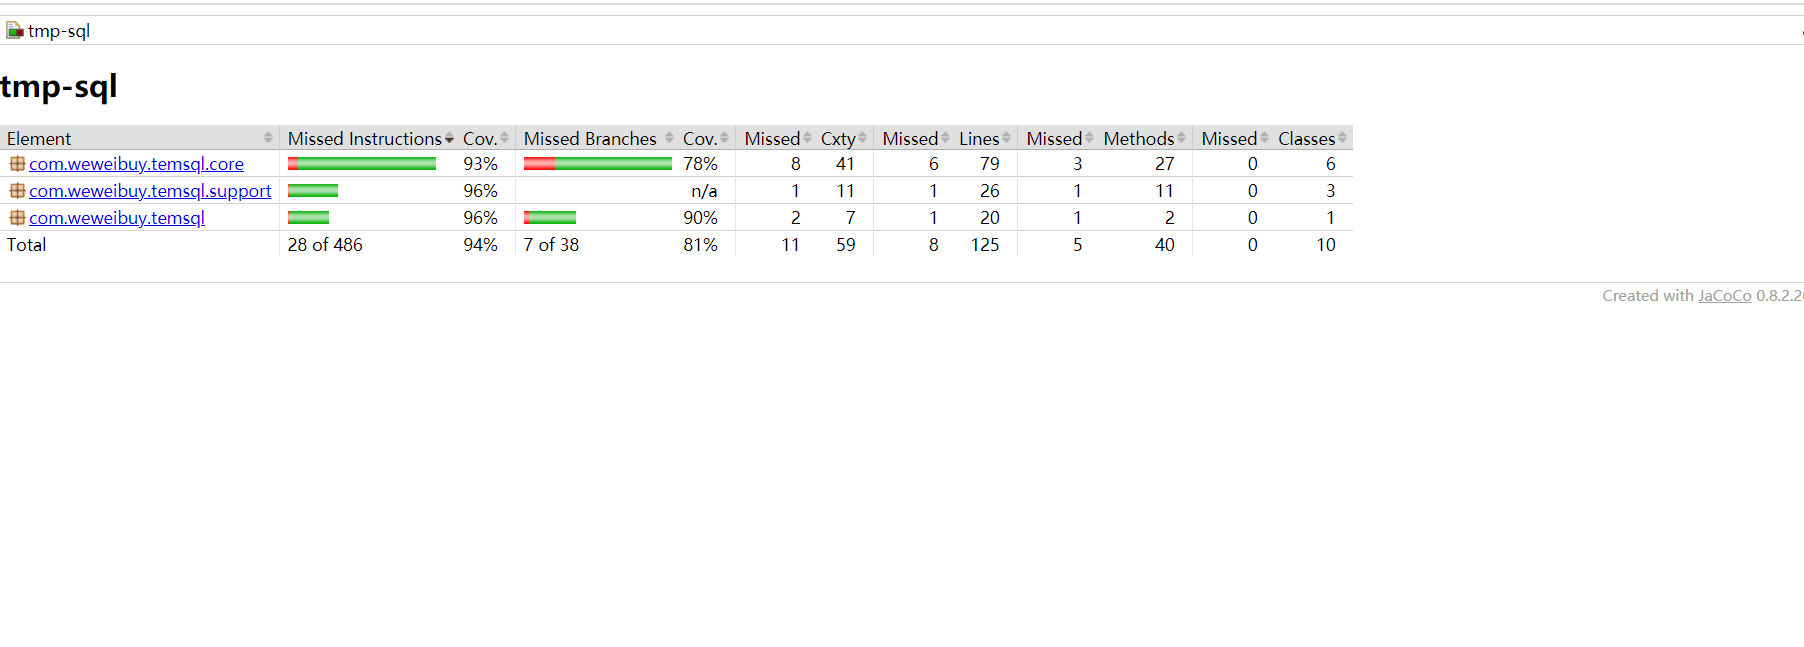 tmp-sql
tmp-sql
Element Missed Instructions Cov. Missed Branches Cov. Missed Cxty Missed Lines Missed Methods Missed Classes
com.weweibuy.temsql.core 93% 78% 8 41 6 79 3 27 0 6
com.weweibuy.temsql.support 96% n/a 1 11 1 26 1 11 0 3
com.weweibuy.temsql 96% 90% 2 7 1 20 1 2 0 1
Total 28 of 486 94% 7 of 38 81% 11 59 8 125 5 40 0 10
Created with JaCoCo 0.8.2.20